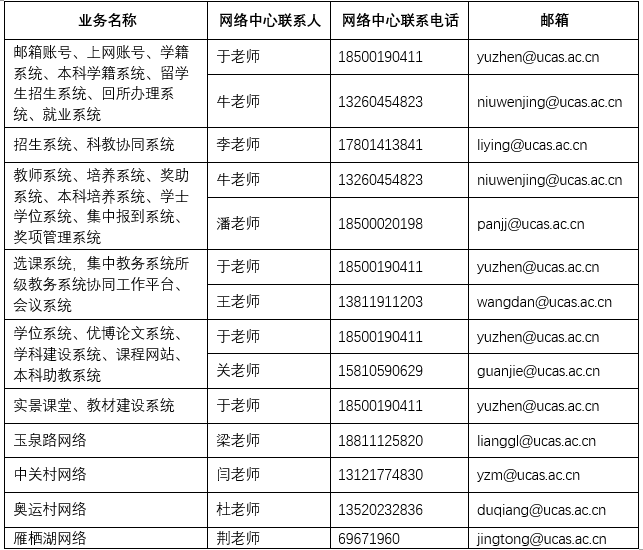 业务名称 网络中心联系人 网络中心联系电话 邮箱
邮箱账号、上网账号、学籍
系统、本科学籍系统、留学
生招生系统、回所办理系
统、就业系统
于老师 18500190411 yuzhen@ucas.ac.cn
牛老师 13260454823 niuwenjing@ucas.ac.cn
招生系统、科教协同系统 李老师 17801413841 liying@ucas.ac.cn
教师系统、培养系统、奖助
系统、本科培养系统、学士
学位系统、集中报到系统、
奖项管理系统
牛老师 13260454823 niuwenjing@ucas.ac.cn
潘老师 18500020198 panjj@ucas.ac.cn
选课系统，集中教务系统所
级教务系统协同工作平台、
会议系统
于老师 18500190411 yuzhen@ucas.ac.cn
王老师 13811911203 wangdan@ucas.ac.cn
学位系统、优博论文系统、
学科建设系统、课程网站、
本科助教系统
于老师 18500190411 yuzhen@ucas.ac.cn
关老师 15810590629 guanjie@ucas.ac.cn
实景课堂、教材建设系统 于老师 18500190411 yuzhen@ucas.ac.cn
玉泉路网络 梁老师 18811125820 lianggl@ucas.ac.cn
中关村网络 闫老师 13121774830 yzm@ucas.ac.cn
奥运村网络 杜老师 13520232836 duqiang@ucas.ac.cn
雁栖湖网络 荆老师 69671960 jingtong@ucas.ac.cn